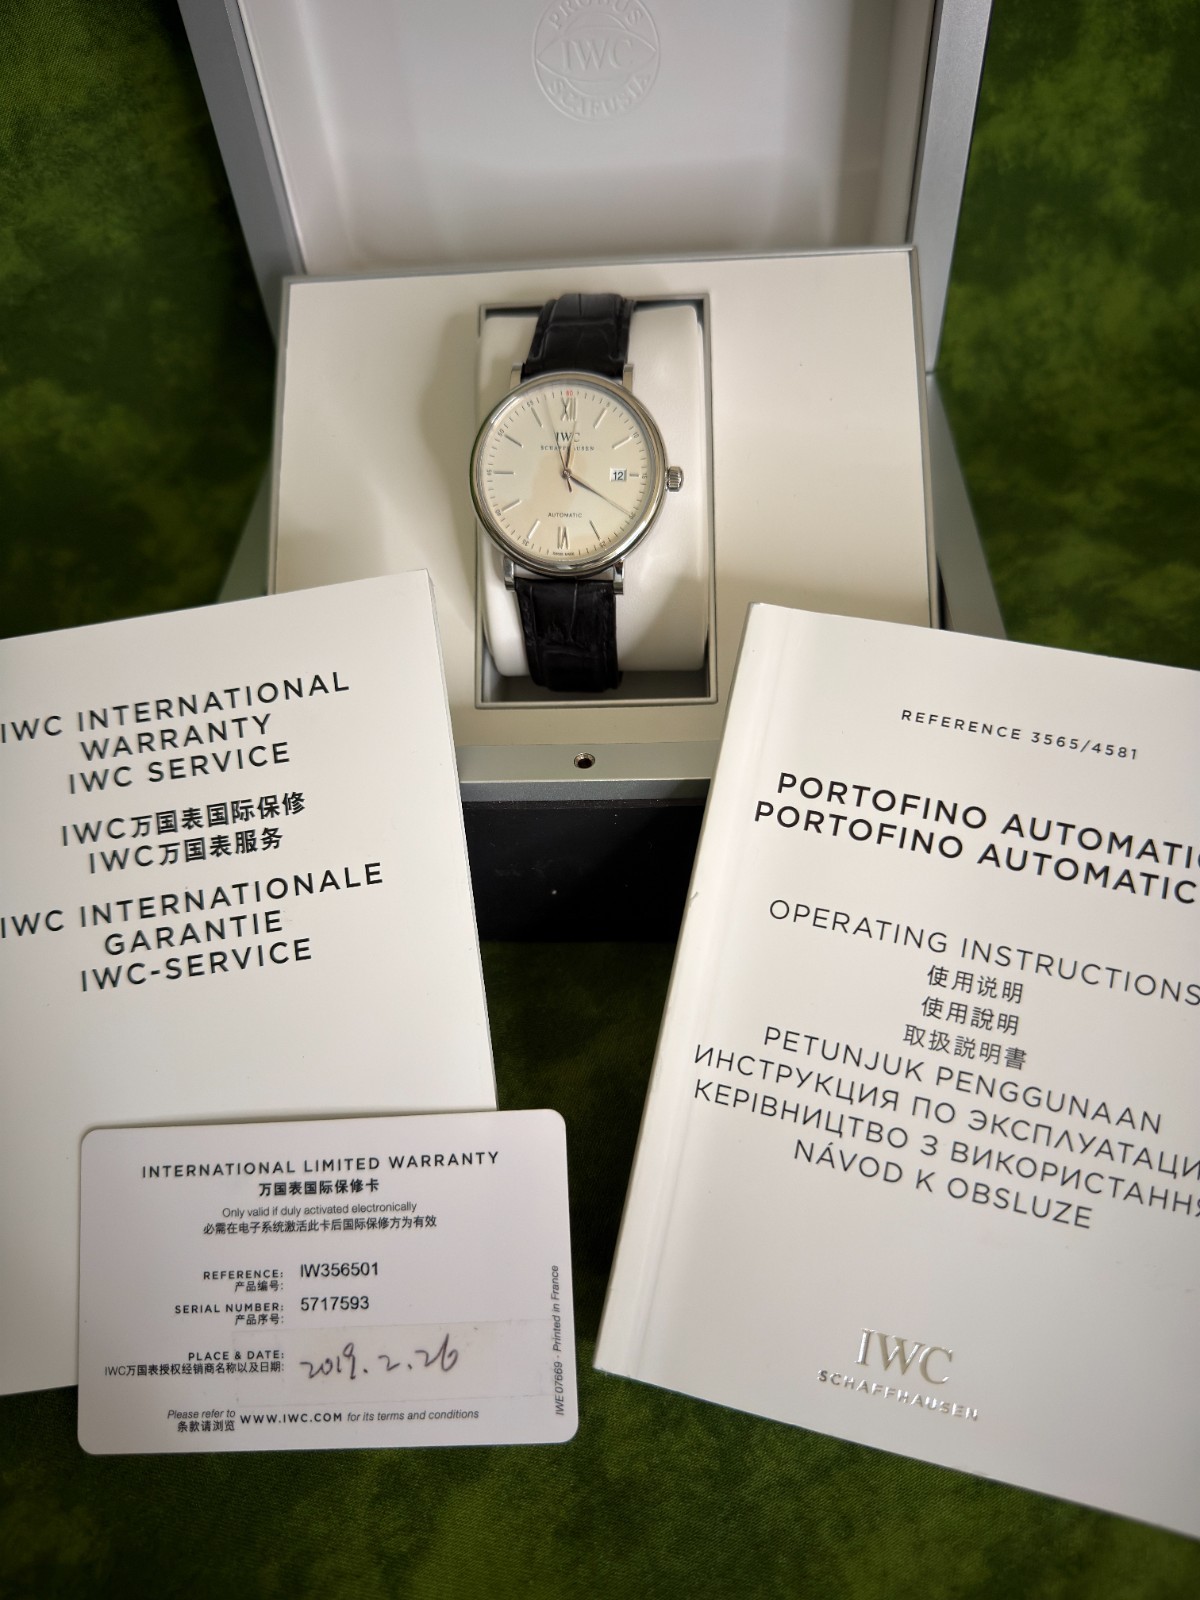 PROBUS
IWC
SCAFUSIA
60
XII
IWC
SCHAFFHAUSEN
12
AUTOMATIC
VI
IWC INTERNATIONAL
WARRANTY
IWC SERVICE
IWC万国表国际保修
IWC万国表服务
IWC INTERNATIONALE
GARANTIE
IWC-SERVICE
REFERENCE 3565/4581
PORTOFINO AUTOMATIC
PORTOFINO AUTOMATIC
OPERATING INSTRUCTIONS
使用说明
使用說明
取扱説明書
PETUNJUK PENGGUNAAN
ИНСТРУКЦИЯ ПО ЭКСПЛУАТАЦИ
КЕРІВНИЦТВО З ВИКОРИСТАНН
NÁVOD K OBSLUZE
IWC
SCHAFFHAUSEN
INTERNATIONAL LIMITED WARRANTY
万国表国际保修卡
Only valid if duly activated electronically
必需在电子系统激活此卡后国际保修方为有效
REFERENCE: IW356501
产品编号:
SERIAL NUMBER: 5717593
产品序号:
PLACE & DATE:
IWC万国表授权经销商名称以及日期: 2019.2.26
Please refer to WWW.IWC.COM for its terms and conditions
条款请浏览
IWE07669 - Printed in France